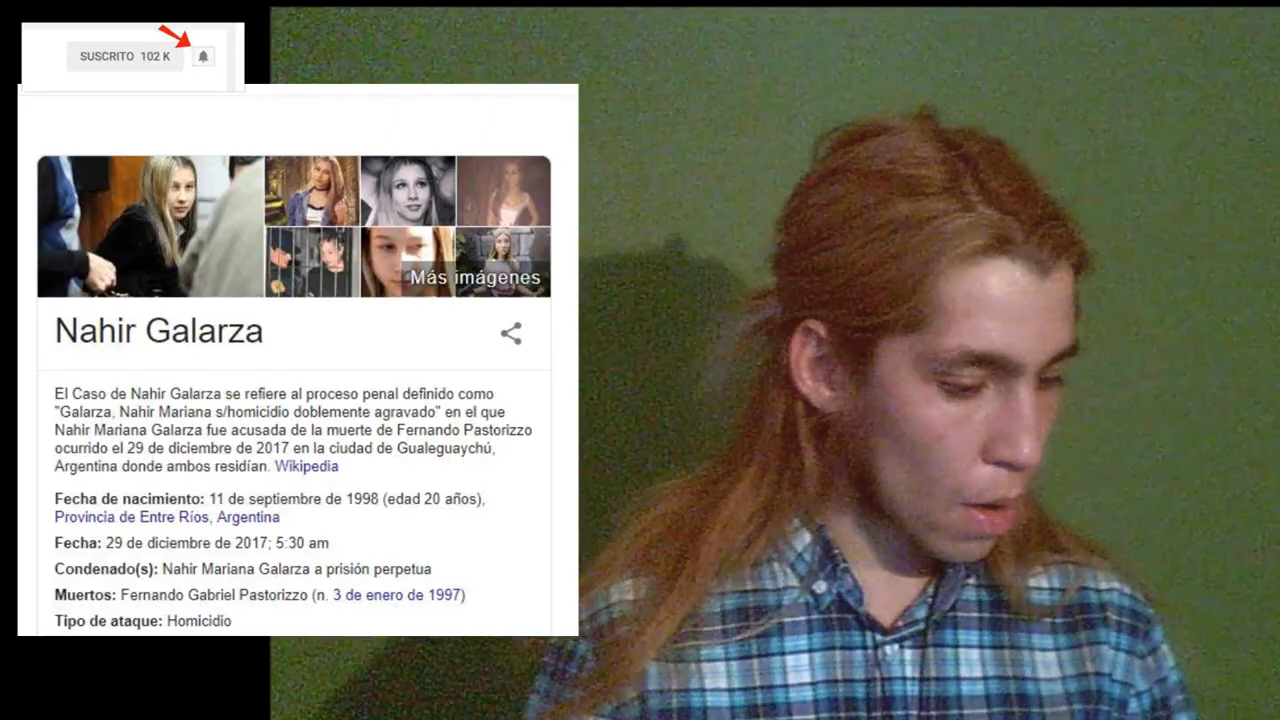 SUSCRITO 102 K
Más imágenes
Nahir Galarza
El Caso de Nahir Galarza se refiere al proceso penal definido como
"Galarza, Nahir Mariana s/homicidio doblemente agravado" en el que
Nahir Mariana Galarza fue acusada de la muerte de Fernando Pastorizzo
ocurrido el 29 de diciembre de 2017 en la ciudad de Gualeguaychú,
Argentina donde ambos residían. Wikipedia
Fecha de nacimiento: 11 de septiembre de 1998 (edad 20 años),
Provincia de Entre Ríos, Argentina
Fecha: 29 de diciembre de 2017; 5:30 am
Condenado(s): Nahir Mariana Galarza a prisión perpetua
Muertos: Fernando Gabriel Pastorizzo (n. 3 de enero de 1997)
Tipo de ataque: Homicidio